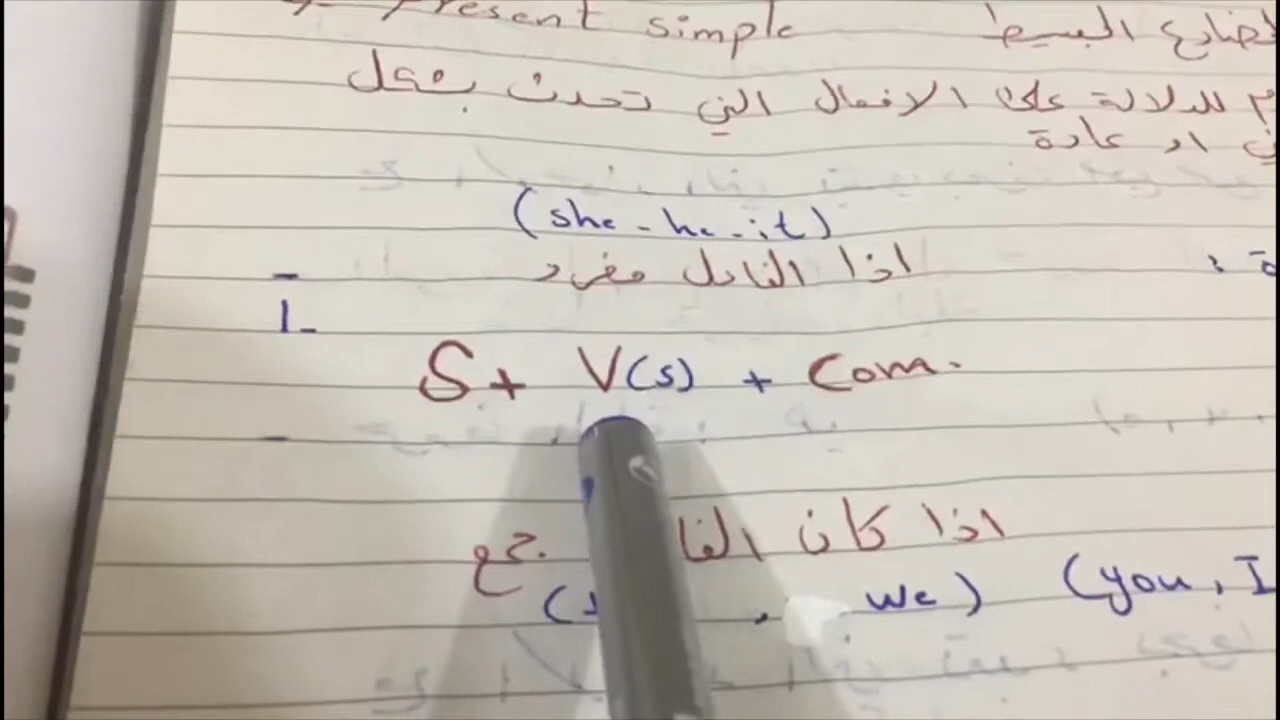 Present simple المضارع البسيط
للدلالة على الافعال التي تحدث بشكل
او عادة
(she - he - it)
اذا الفاعل مفرد
1-
S + V(s) + Com.
اذا كان جمع
we) (you, I